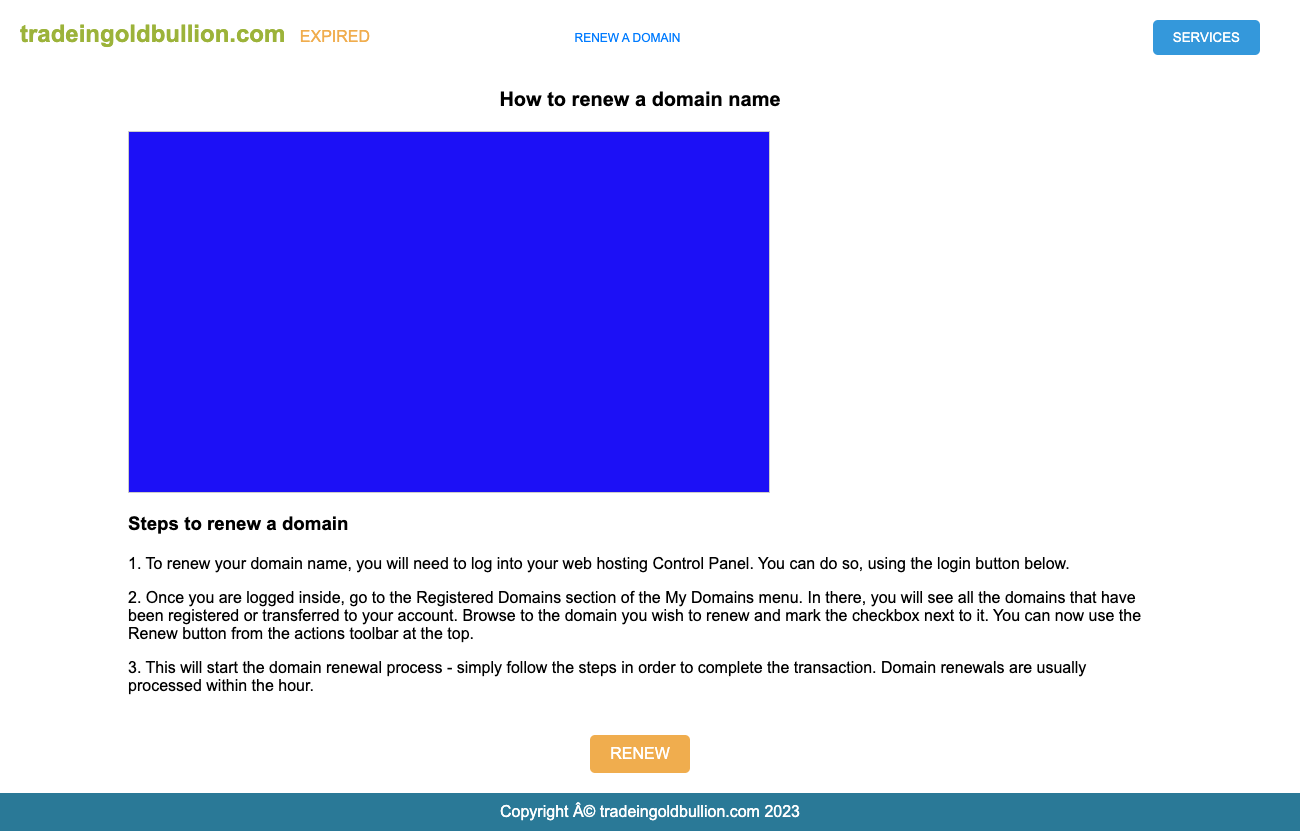 tradeingoldbullion.com EXPIRED RENEW A DOMAIN SERVICES
How to renew a domain name
Steps to renew a domain
1. To renew your domain name, you will need to log into your web hosting Control Panel. You can do so, using the login button below.
2. Once you are logged inside, go to the Registered Domains section of the My Domains menu. In there, you will see all the domains that have
been registered or transferred to your account. Browse to the domain you wish to renew and mark the checkbox next to it. You can now use the
Renew button from the actions toolbar at the top.
3. This will start the domain renewal process - simply follow the steps in order to complete the transaction. Domain renewals are usually
processed within the hour.
RENEW
Copyright Â© tradeingoldbullion.com 2023